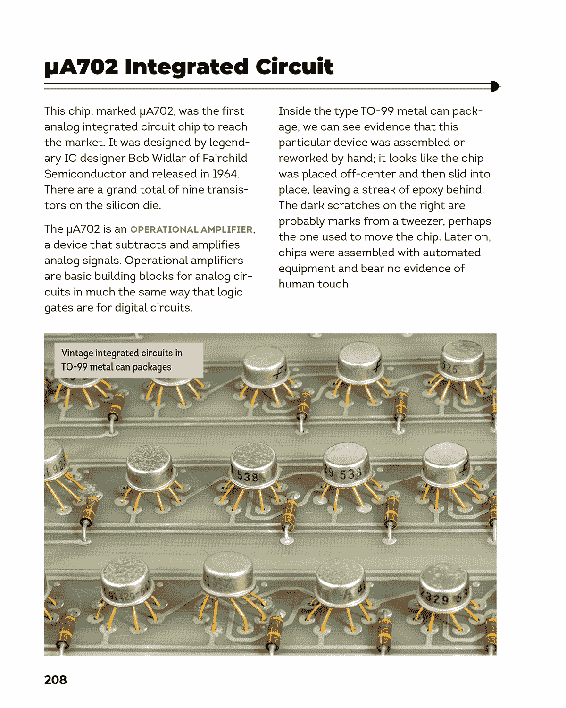 µA702 Integrated Circuit
This chip, marked µA702, was the first
analog integrated circuit chip to reach
the market. It was designed by legend-
ary IC designer Bob Widlar of Fairchild
Semiconductor and released in 1964.
There are a grand total of nine transis-
tors on the silicon die.
The µA702 is an OPERATIONAL AMPLIFIER,
a device that subtracts and amplifies
analog signals. Operational amplifiers
are basic building blocks for analog cir-
cuits in much the same way that logic
gates are for digital circuits.
Inside the type TO-99 metal can pack-
age, we can see evidence that this
particular device was assembled or
reworked by hand; it looks like the chip
was placed off-center and then slid into
place, leaving a streak of epoxy behind.
The dark scratches on the right are
probably marks from a tweezer, perhaps
the one used to move the chip. Later on,
chips were assembled with automated
equipment and bear no evidence of
human touch.
Vintage integrated circuits in
TO-99 metal can packages
538
208